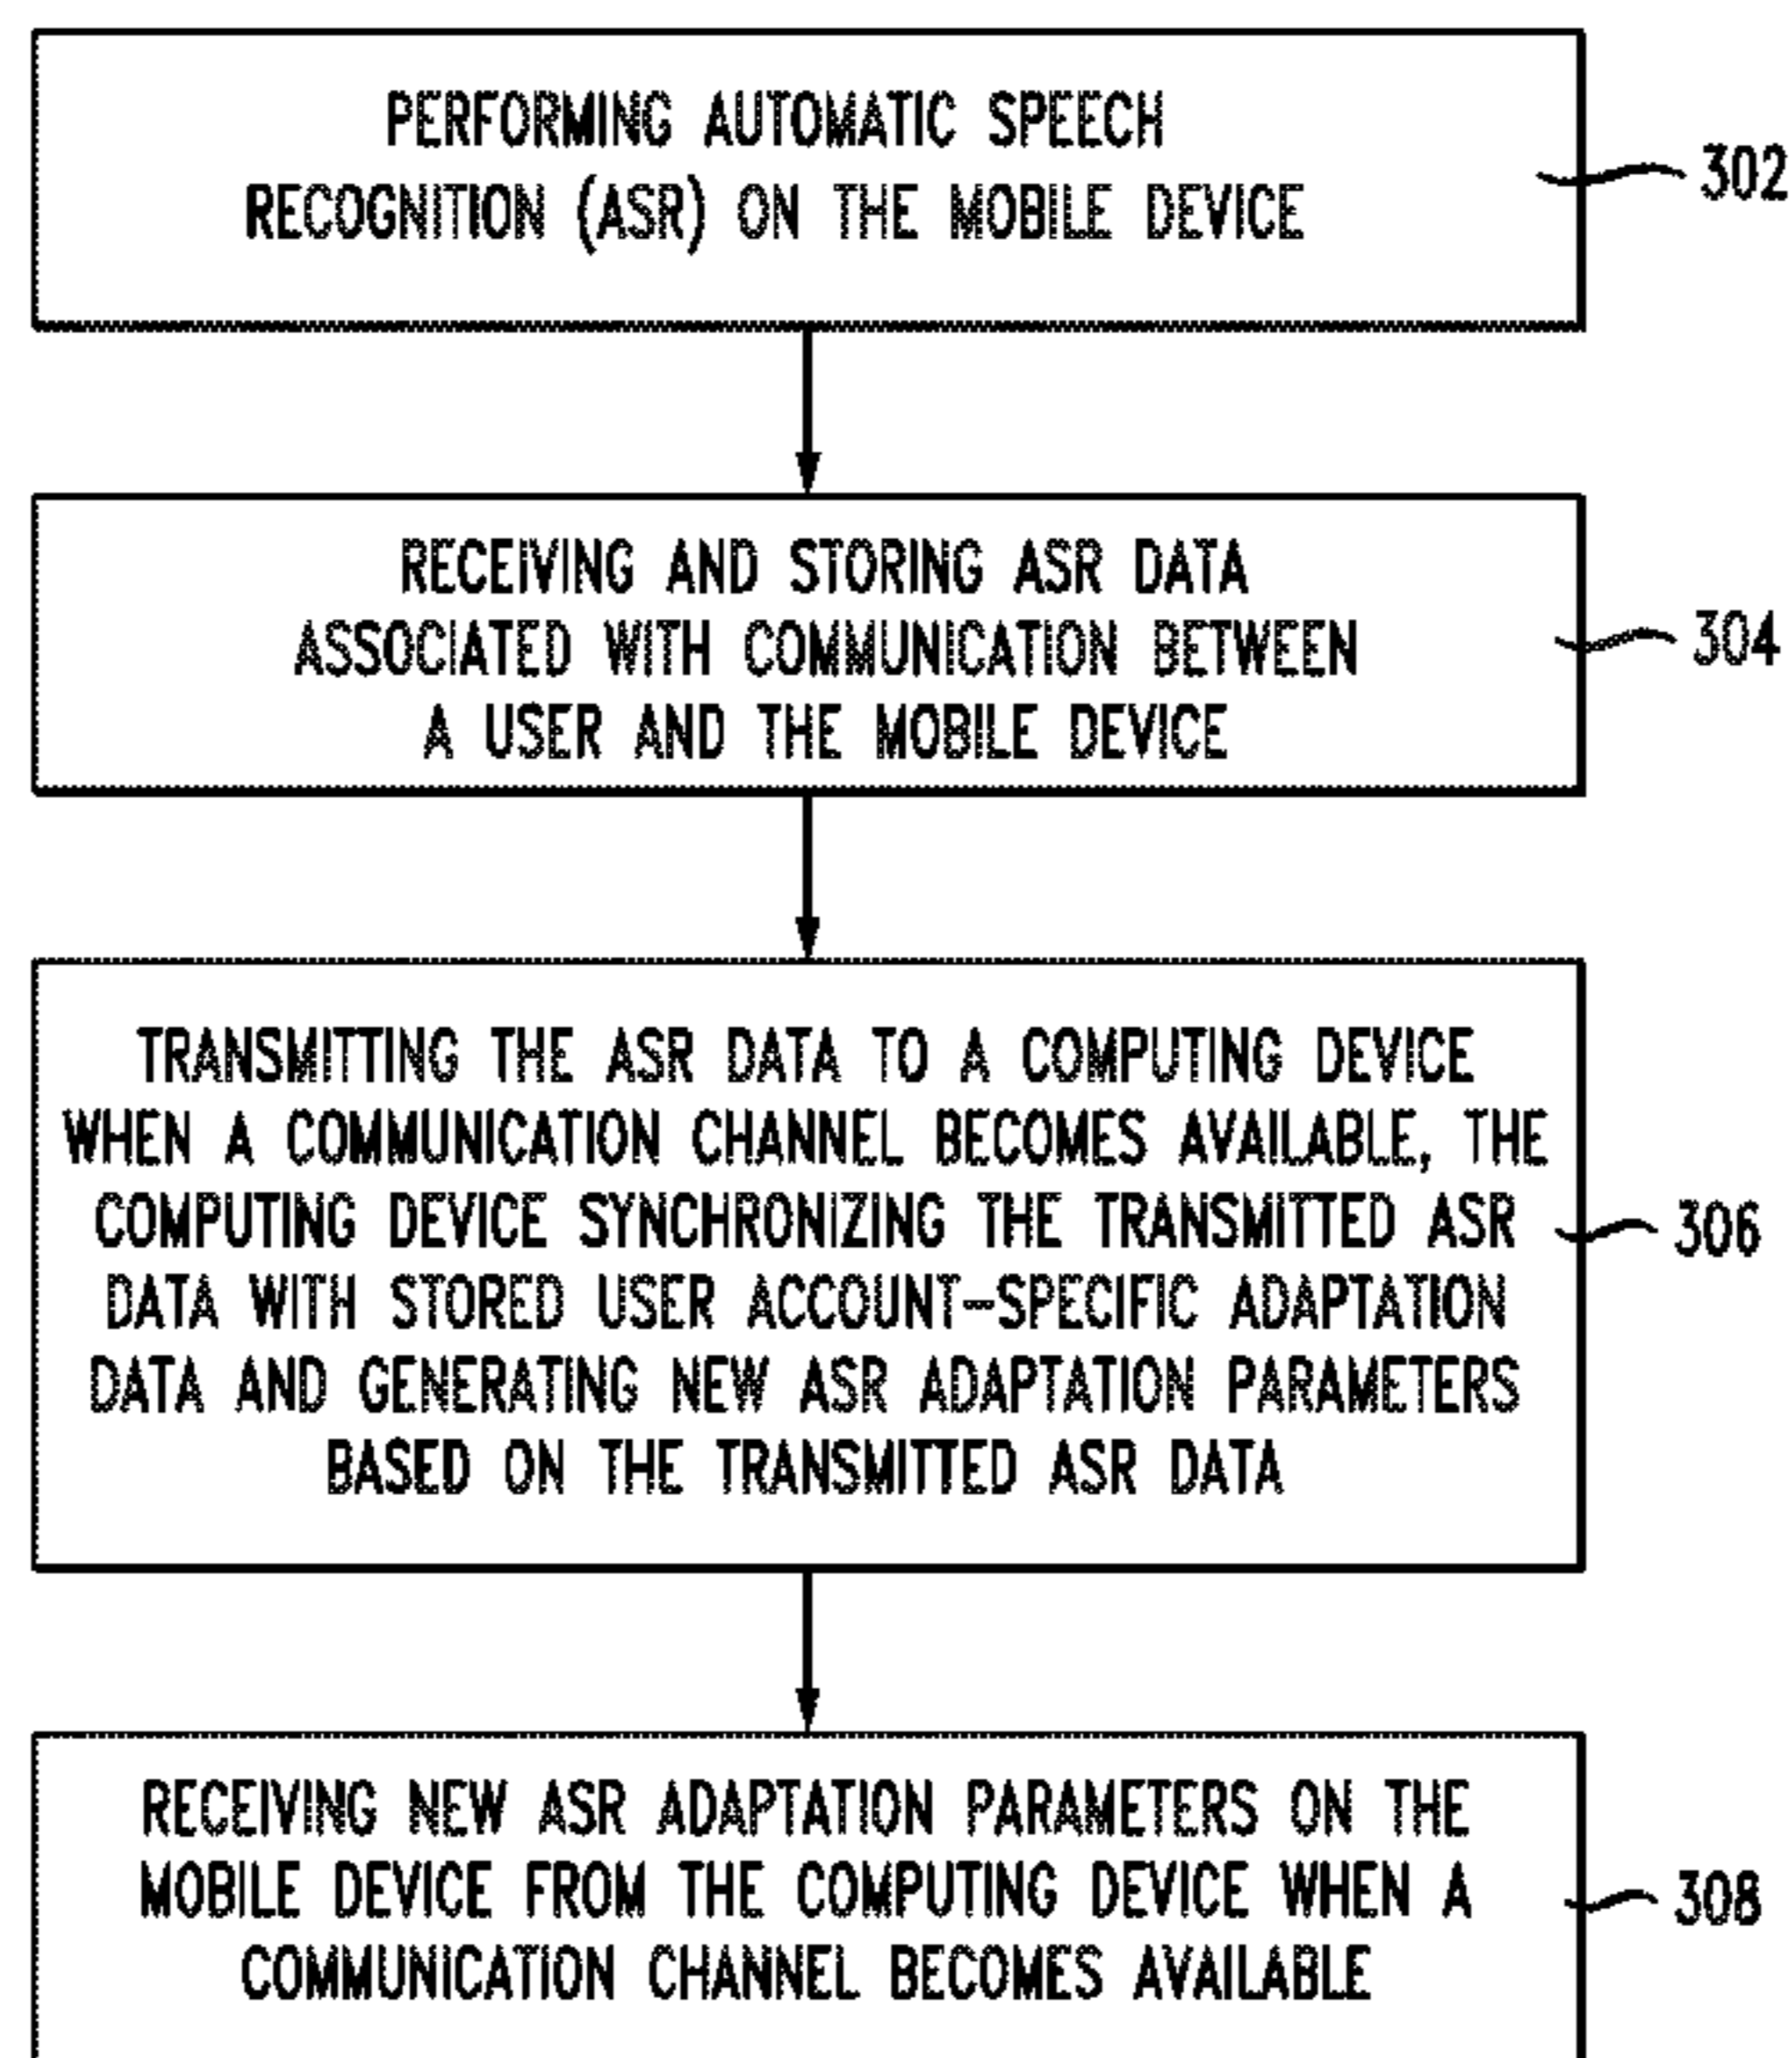 PERFORMING AUTOMATIC SPEECH
RECOGNITION (ASR) ON THE MOBILE DEVICE
302
RECEIVING AND STORING ASR DATA
ASSOCIATED WITH COMMUNICATION BETWEEN
A USER AND THE MOBILE DEVICE
304
TRANSMITTING THE ASR DATA TO A COMPUTING DEVICE
WHEN A COMMUNICATION CHANNEL BECOMES AVAILABLE, THE
COMPUTING DEVICE SYNCHRONIZING THE TRANSMITTED ASR
DATA WITH STORED USER ACCOUNT-SPECIFIC ADAPTATION
DATA AND GENERATING NEW ASR ADAPTATION PARAMETERS
BASED ON THE TRANSMITTED ASR DATA
306
RECEIVING NEW ASR ADAPTATION PARAMETERS ON THE
MOBILE DEVICE FROM THE COMPUTING DEVICE WHEN A
COMMUNICATION CHANNEL BECOMES AVAILABLE
308